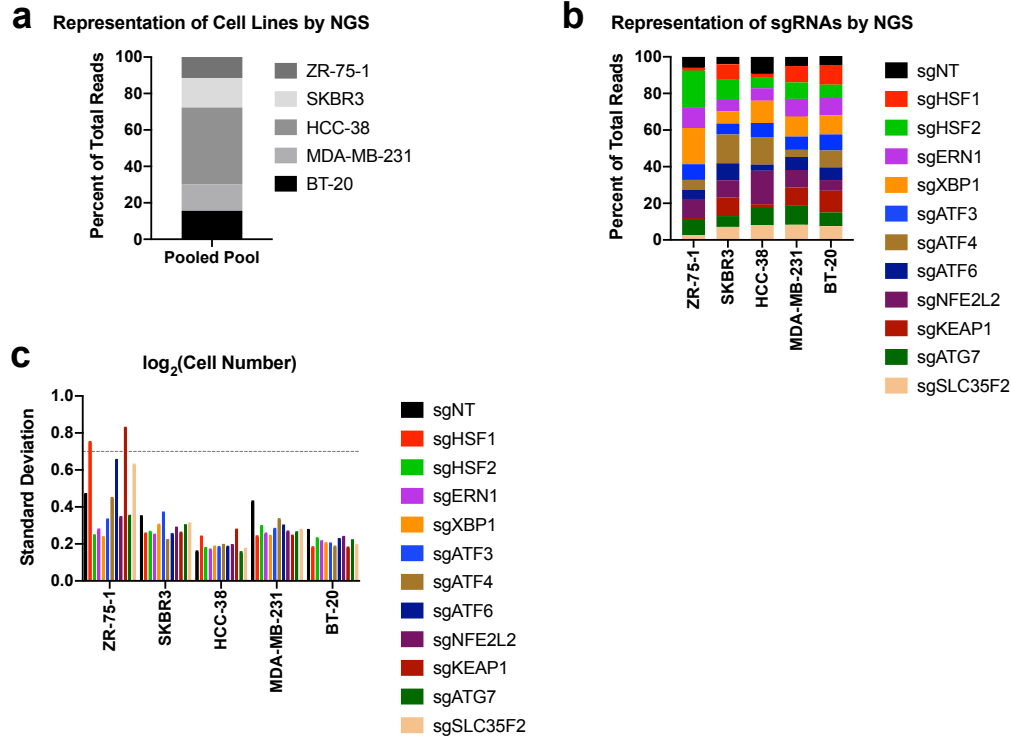 a
Representation of Cell Lines by NGS
Percent of Total Reads
100
80
60
40
20
0
Pooled Pool
ZR-75-1
SKBR3
HCC-38
MDA-MB-231
BT-20
b
Representation of sgRNAs by NGS
Percent of Total Reads
100
80
60
40
20
0
ZR-75-1
SKBR3
HCC-38
MDA-MB-231
BT-20
sgNT
sgHSF1
sgHSF2
sgERN1
sgXBP1
sgATF3
sgATF4
sgATF6
sgNFE2L2
sgKEAP1
sgATG7
sgSLC35F2
c
log₂(Cell Number)
Standard Deviation
1.0
0.8
0.6
0.4
0.2
0.0
ZR-75-1
SKBR3
HCC-38
MDA-MB-231
BT-20
sgNT
sgHSF1
sgHSF2
sgERN1
sgXBP1
sgATF3
sgATF4
sgATF6
sgNFE2L2
sgKEAP1
sgATG7
sgSLC35F2